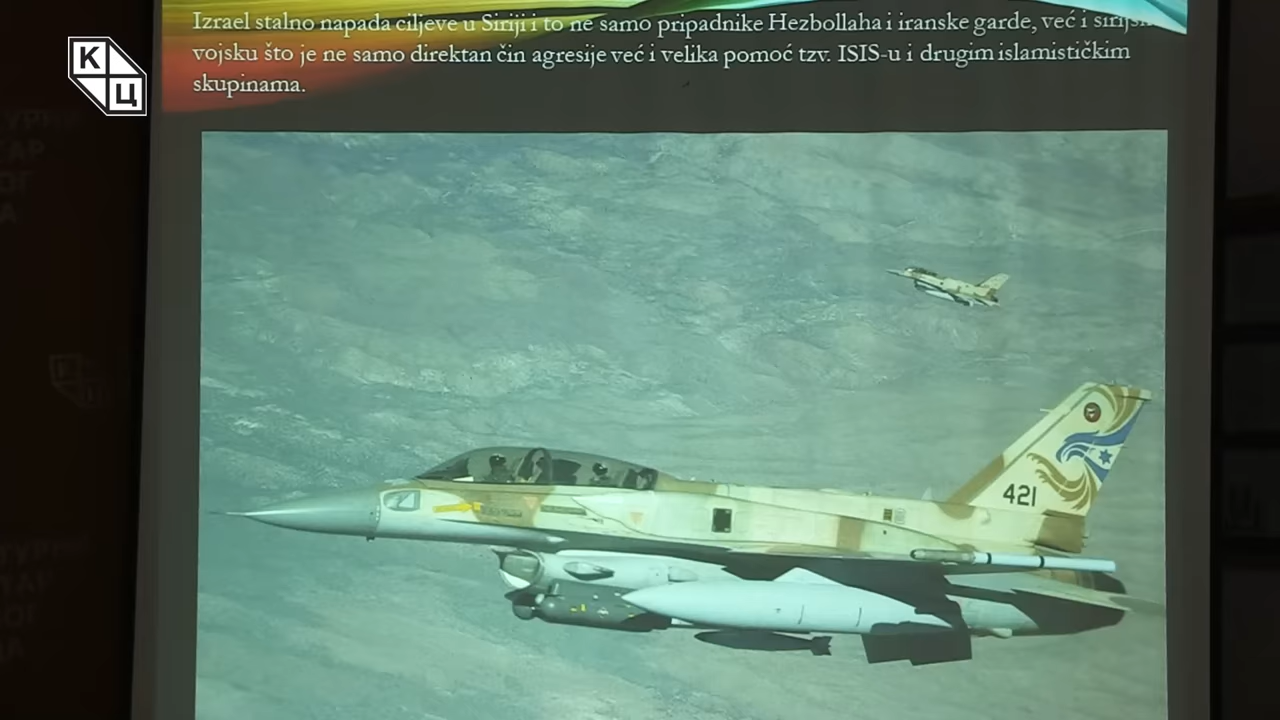 Izrael stalno napada ciljeve u Siriji i to ne samo pripadnike Hezbollaha i iranske garde, već i
vojsku što je ne samo direktan čin agresije već i velika pomoć tzv. ISIS-u i drugim islamističkim
skupinama.
К
Ц
421